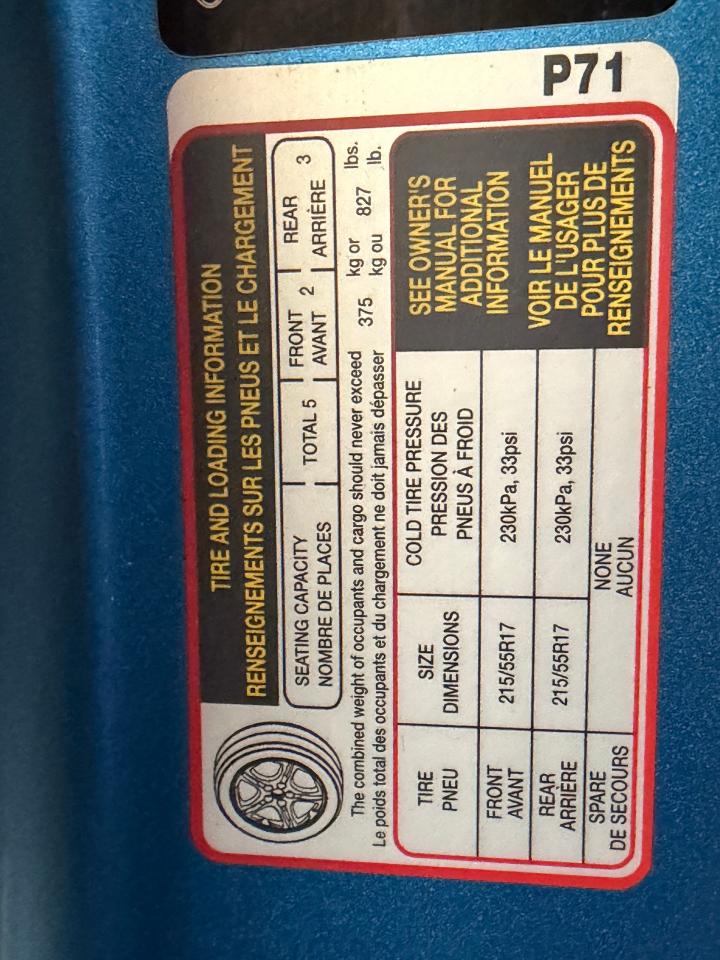 P71
TIRE AND LOADING INFORMATION
RENSEIGNEMENTS SUR LES PNEUS ET LE CHARGEMENT
SEATING CAPACITY
NOMBRE DE PLACES
TOTAL 5
FRONT
AVANT 2
REAR
ARRIÈRE 3
The combined weight of occupants and cargo should never exceed 375 kg or 827 lbs.
Le poids total des occupants et du chargement ne doit jamais dépasser kg ou lb.
TIRE
PNEU
SIZE
DIMENSIONS
COLD TIRE PRESSURE
PRESSION DES
PNEUS À FROID
FRONT
AVANT
215/55R17
230kPa, 33psi
REAR
ARRIÈRE
215/55R17
230kPa, 33psi
SPARE
DE SECOURS
NONE
AUCUN
SEE OWNER'S
MANUAL FOR
ADDITIONAL
INFORMATION
VOIR LE MANUEL
DE L'USAGER
POUR PLUS DE
RENSEIGNEMENTS